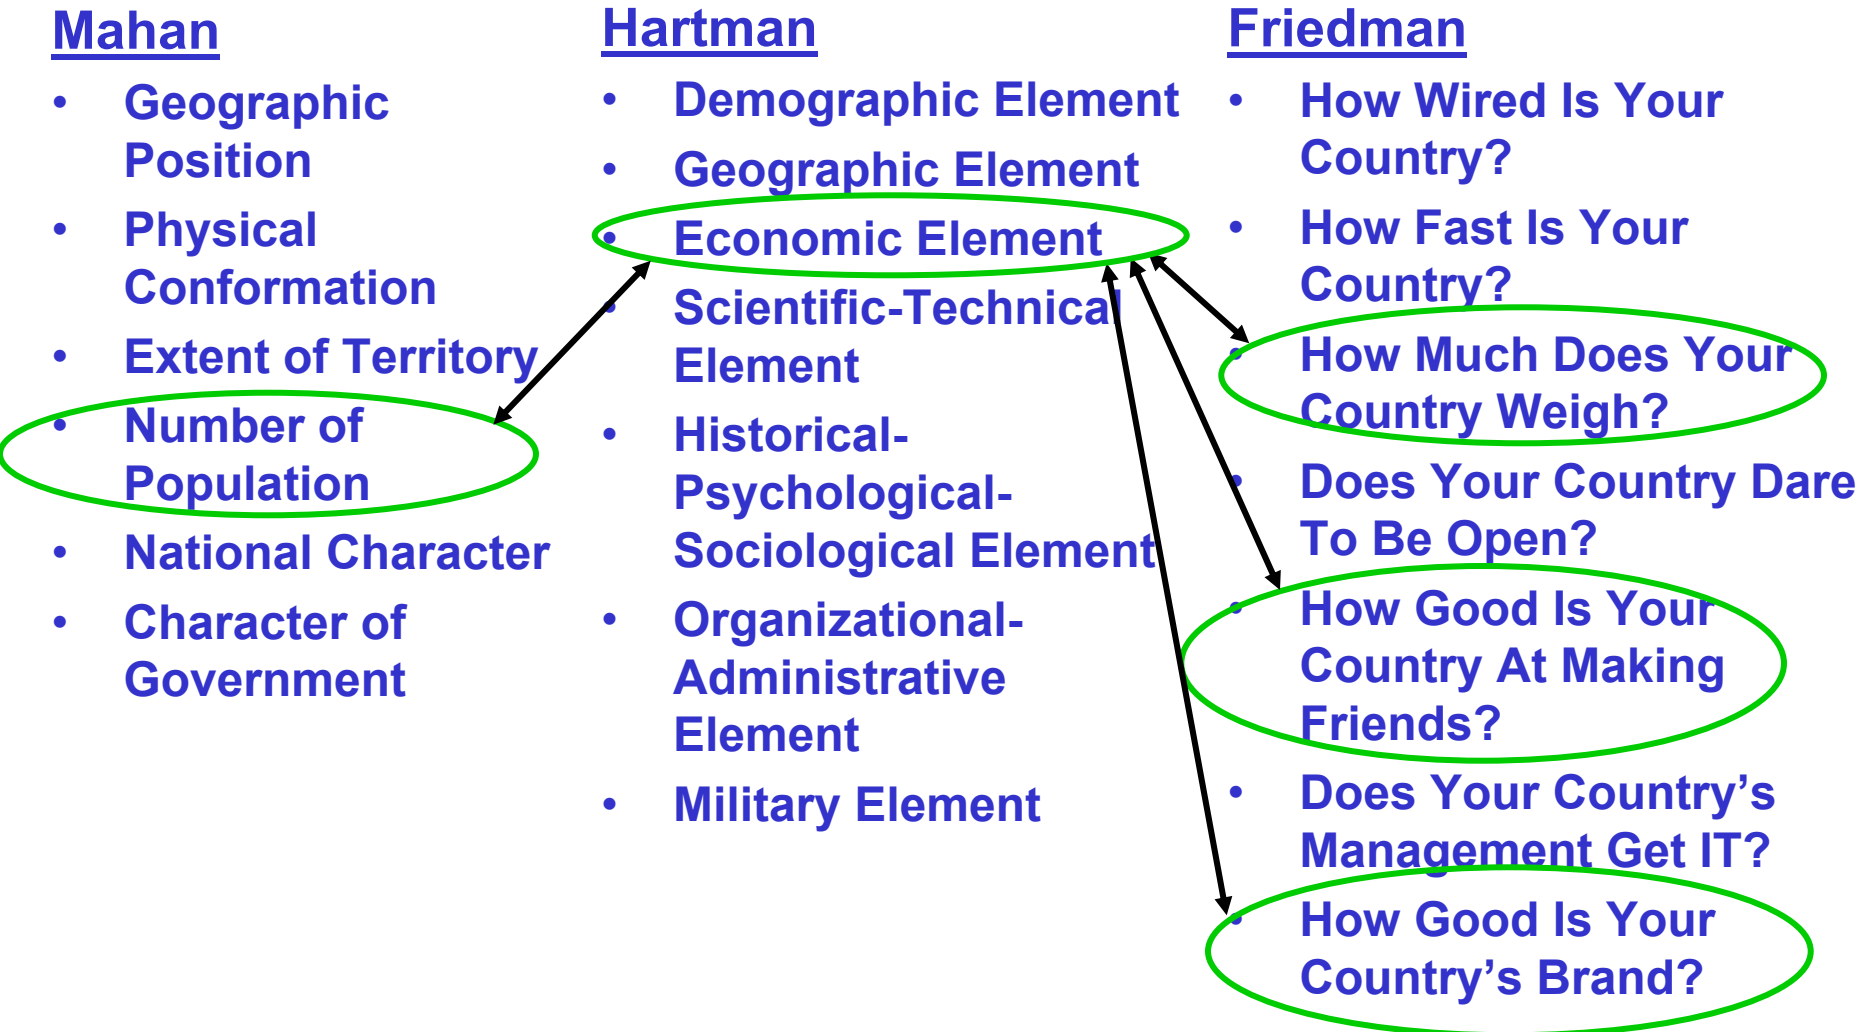 Mahan
• Geographic
Position
• Physical
Conformation
• Extent of Territory
• Number of
Population
• National Character
• Character of
Government
Hartman
• Demographic Element
• Geographic Element
• Economic Element
• Scientific-Technical
Element
• Historical-
Psychological-
Sociological Element
• Organizational-
Administrative
Element
• Military Element
Friedman
• How Wired Is Your
Country?
• How Fast Is Your
Country?
• How Much Does Your
Country Weigh?
• Does Your Country Dare
To Be Open?
• How Good Is Your
Country At Making
Friends?
• Does Your Country’s
Management Get IT?
• How Good Is Your
Country’s Brand?